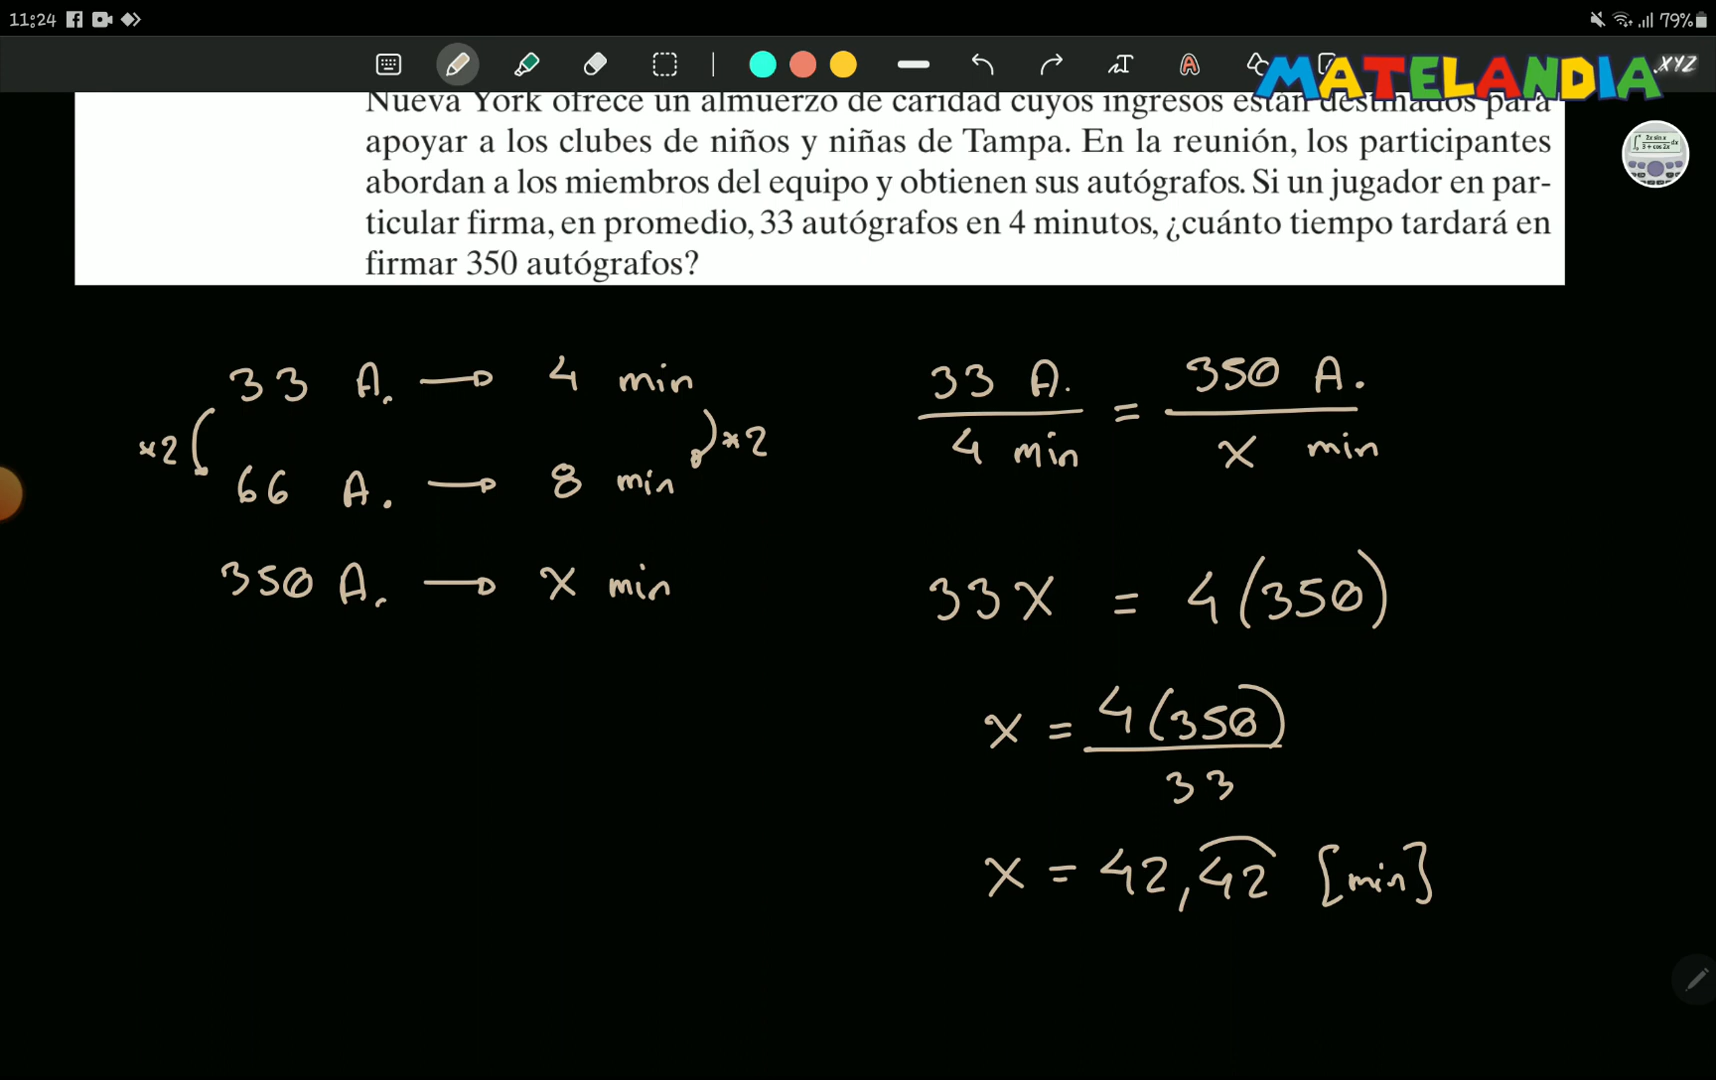 11:24 79%
MATELANDIA.XYZ
Nueva York ofrece un almuerzo de caridad cuyos ingresos están destinados para
apoyar a los clubes de niños y niñas de Tampa. En la reunión, los participantes
abordan a los miembros del equipo y obtienen sus autógrafos. Si un jugador en par-
ticular firma, en promedio, 33 autógrafos en 4 minutos, ¿cuánto tiempo tardará en
firmar 350 autógrafos?
33 A. → 4 min
*2 *2
66 A. → 8 min
350 A. → x min
33 A. / 4 min = 350 A. / x min
33x = 4(350)
x = 4(350) / 33
x = 42,42 [min]